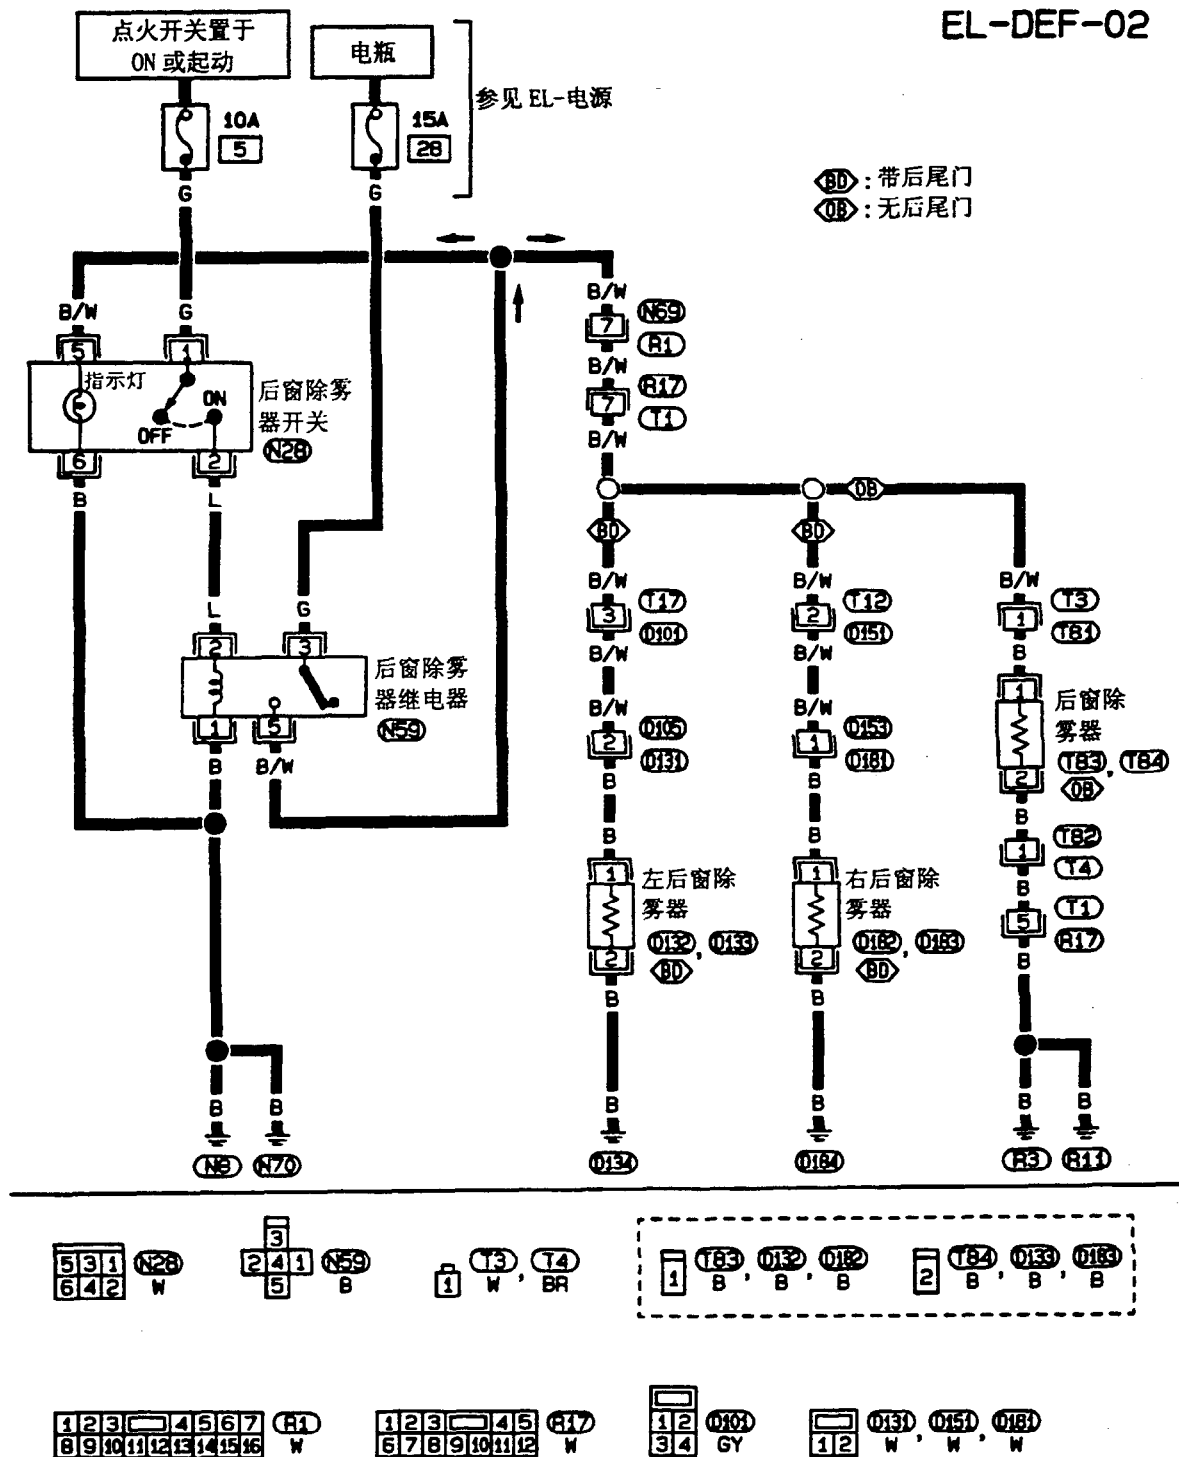 EL-DEF-02
点火开关置于
ON 或起动
电瓶
参见 EL-电源
10A
5
15A
28
G
G
BD : 带后尾门
OB : 无后尾门
B/W
G
B/W
7
N69
R1
5
1
指示灯
ON
OFF
后窗除雾
器开关
N28
B/W
7
R17
T1
B/W
6
2
B
L
OB
BD
BD
L
G
B/W
B/W
B/W
3
T17
D101
2
T12
D151
1
T3
T81
2
3
后窗除雾
器继电器
N59
1
5
B
B/W
B/W
B/W
B
B/W
B/W
2
D105
D131
1
D153
D181
1
后窗除
雾器
T83 , T84
OB
2
B
B
B
1
T82
T4
B
B
B
1
左后窗除
雾器
D132 , D133
BD
2
1
右后窗除
雾器
D182 , D183
BD
2
5
T1
R17
B
B
B
B
B
B
B
B
B
N8
N70
D134
D184
R3
R11
5 3 1
6 4 2
N28
W
3
2 4 1
5
N59
B
1
T3 , T4
W BR
1
T83 , D132 , D182
B B B
2
T84 , D133 , D183
B B B
1 2 3 4 5 6 7
8 9 10 11 12 13 14 15 16
R1
W
1 2 3 4 5
6 7 8 9 10 11 12
R17
W
1 2
3 4
D101
GY
1 2
D131 , D151 , D181
W W W